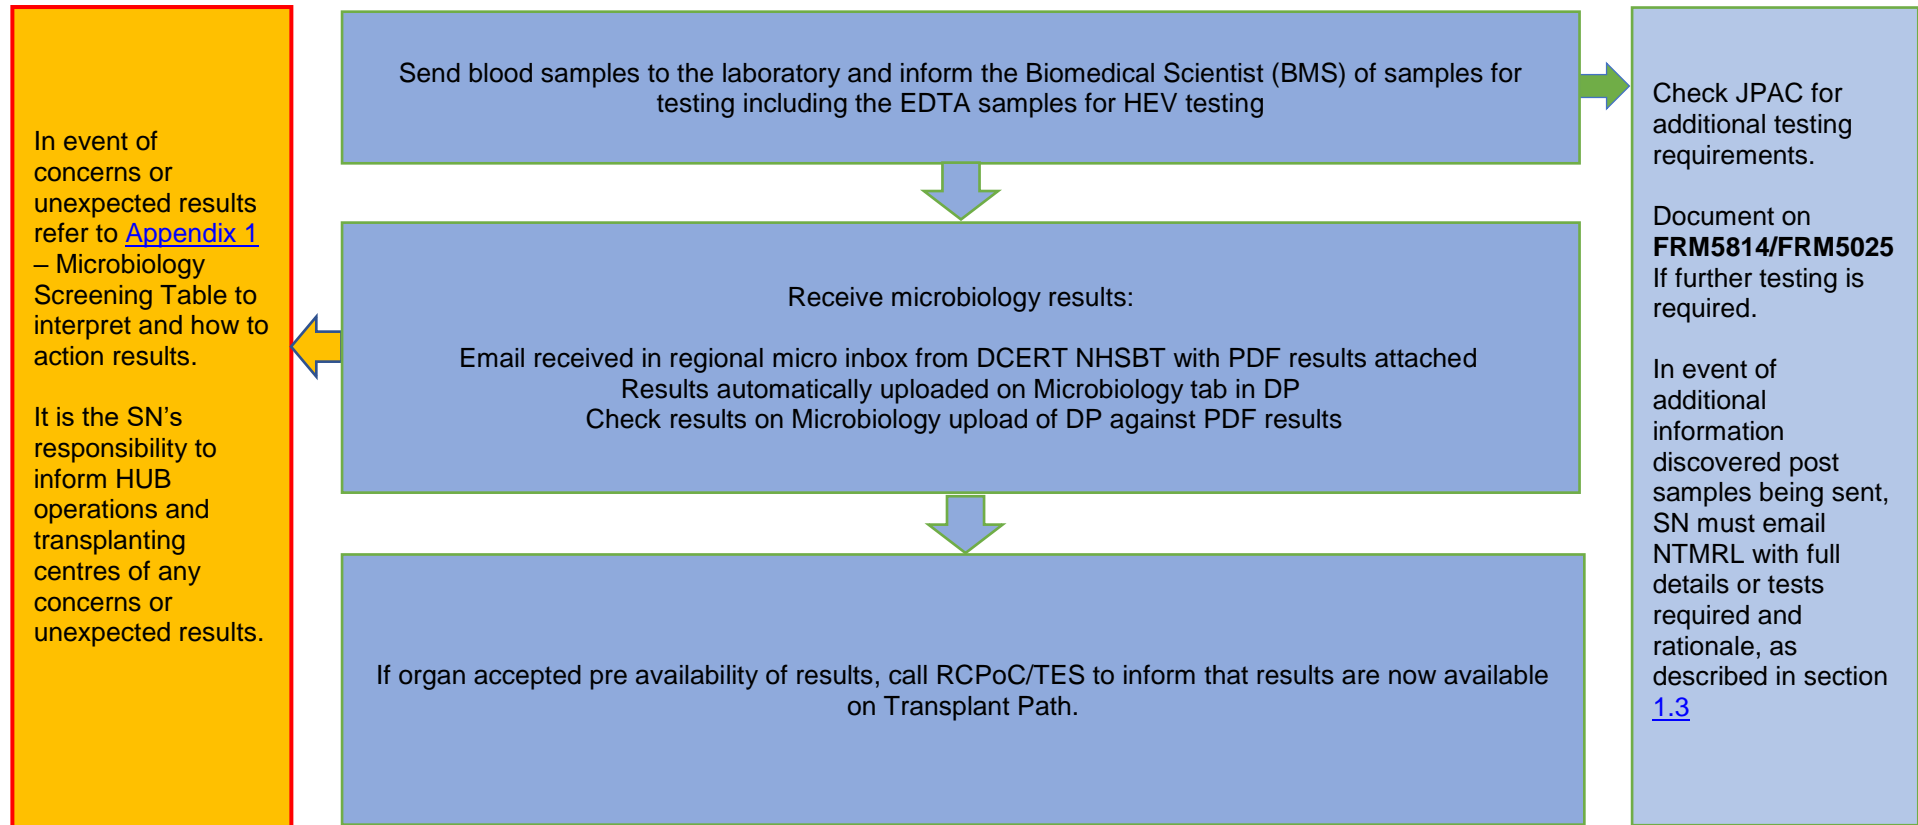 In event of
concerns or
unexpected results
refer to Appendix 1
– Microbiology
Screening Table to
interpret and how to
action results.
It is the SN’s
responsibility to
inform HUB
operations and
transplanting
centres of any
concerns or
unexpected results.
Send blood samples to the laboratory and inform the Biomedical Scientist (BMS) of samples for
testing including the EDTA samples for HEV testing
Receive microbiology results:
Email received in regional micro inbox from DCERT NHSBT with PDF results attached
Results automatically uploaded on Microbiology tab in DP
Check results on Microbiology upload of DP against PDF results
If organ accepted pre availability of results, call RCPoC/TES to inform that results are now available
on Transplant Path.
Check JPAC for
additional testing
requirements.
Document on
FRM5814/FRM5025
If further testing is
required.
In event of
additional
information
discovered post
samples being sent,
SN must email
NTMRL with full
details or tests
required and
rationale, as
described in section
1.3